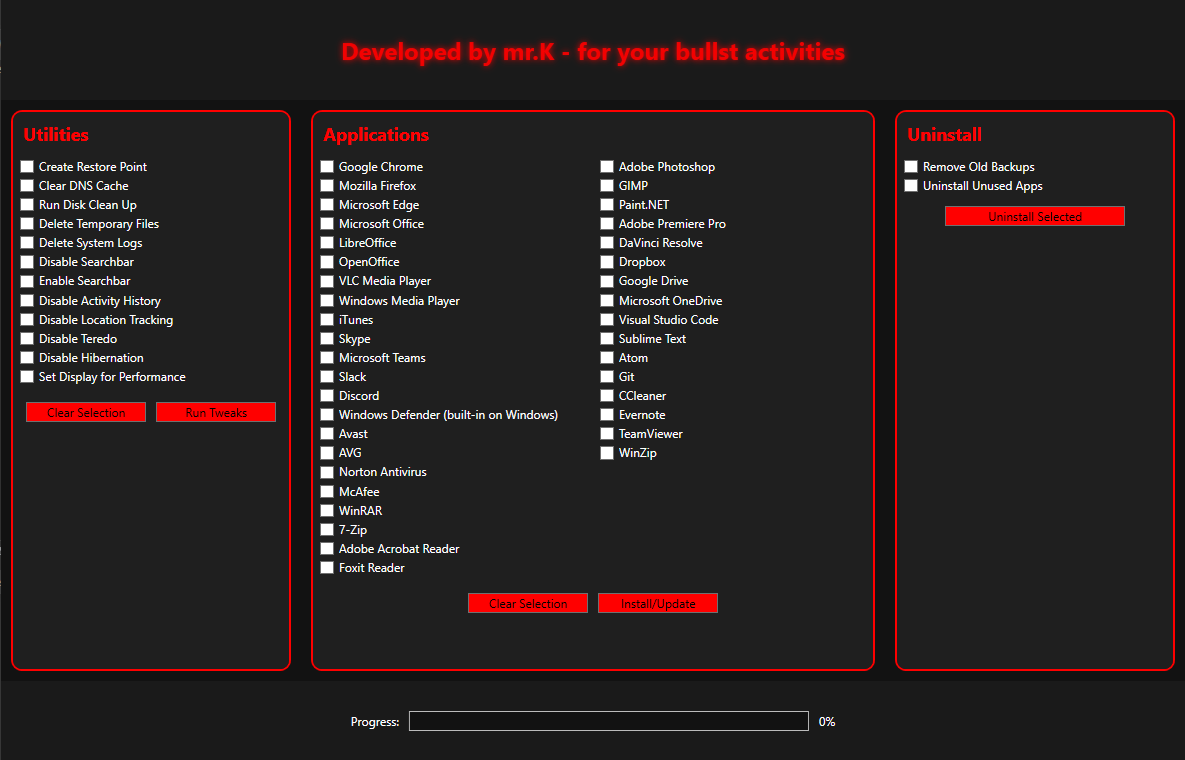 Developed by mr.K - for your bullst activities
Utilities
Create Restore Point
Clear DNS Cache
Run Disk Clean Up
Delete Temporary Files
Delete System Logs
Disable Searchbar
Enable Searchbar
Disable Activity History
Disable Location Tracking
Disable Teredo
Disable Hibernation
Set Display for Performance
Clear Selection
Run Tweaks
Applications
Google Chrome
Mozilla Firefox
Microsoft Edge
Microsoft Office
LibreOffice
OpenOffice
VLC Media Player
Windows Media Player
iTunes
Skype
Microsoft Teams
Slack
Discord
Windows Defender (built-in on Windows)
Avast
AVG
Norton Antivirus
McAfee
WinRAR
7-Zip
Adobe Acrobat Reader
Foxit Reader
Adobe Photoshop
GIMP
Paint.NET
Adobe Premiere Pro
DaVinci Resolve
Dropbox
Google Drive
Microsoft OneDrive
Visual Studio Code
Sublime Text
Atom
Git
CCleaner
Evernote
TeamViewer
WinZip
Clear Selection
Install/Update
Uninstall
Remove Old Backups
Uninstall Unused Apps
Uninstall Selected
Progress:
0%